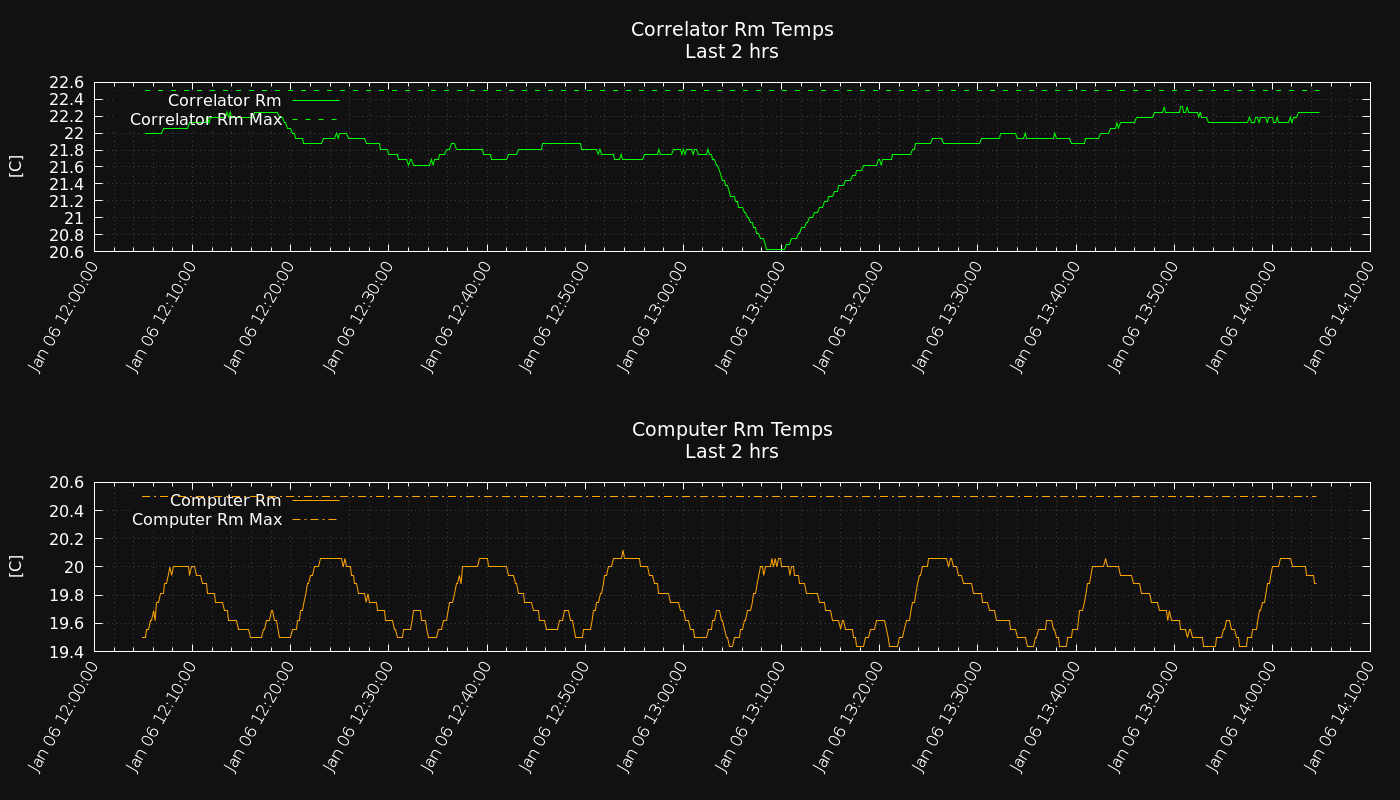 Correlator Rm Temps
Last 2 hrs
[C]
22.6
22.4
22.2
22
21.8
21.6
21.4
21.2
21
20.8
20.6
Correlator Rm
Correlator Rm Max
Jan 06 12:00:00
Jan 06 12:10:00
Jan 06 12:20:00
Jan 06 12:30:00
Jan 06 12:40:00
Jan 06 12:50:00
Jan 06 13:00:00
Jan 06 13:10:00
Jan 06 13:20:00
Jan 06 13:30:00
Jan 06 13:40:00
Jan 06 13:50:00
Jan 06 14:00:00
Jan 06 14:10:00
Computer Rm Temps
Last 2 hrs
[C]
20.6
20.4
20.2
20
19.8
19.6
19.4
Computer Rm
Computer Rm Max
Jan 06 12:00:00
Jan 06 12:10:00
Jan 06 12:20:00
Jan 06 12:30:00
Jan 06 12:40:00
Jan 06 12:50:00
Jan 06 13:00:00
Jan 06 13:10:00
Jan 06 13:20:00
Jan 06 13:30:00
Jan 06 13:40:00
Jan 06 13:50:00
Jan 06 14:00:00
Jan 06 14:10:00